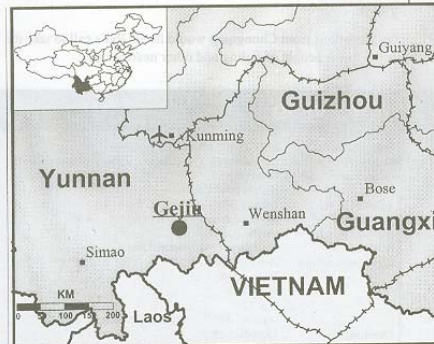 Guiyang
Guizhou
Kunming
Yunnan
Bose
Gejiu
Wenshan
Guangxi
Simao
VIETNAM
KM
0 50 100 150 200
Laos